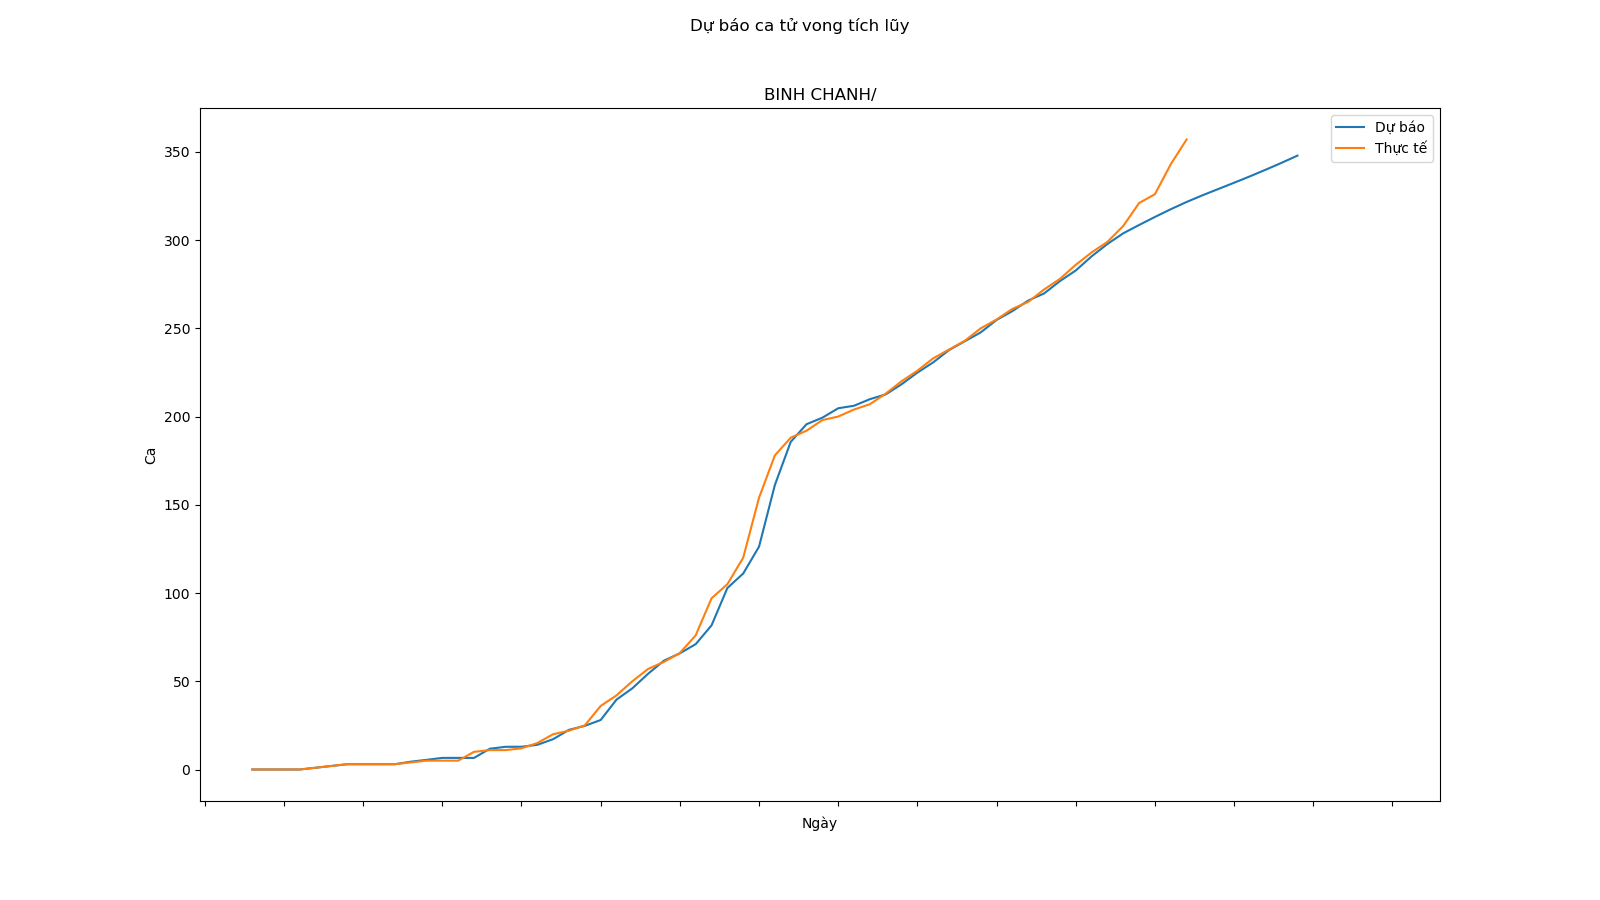 Dự báo ca tử vong tích lũy
BINH CHANH/
Dự báo
Thực tế
350
300
250
200
150
100
50
0
Ca
Ngày